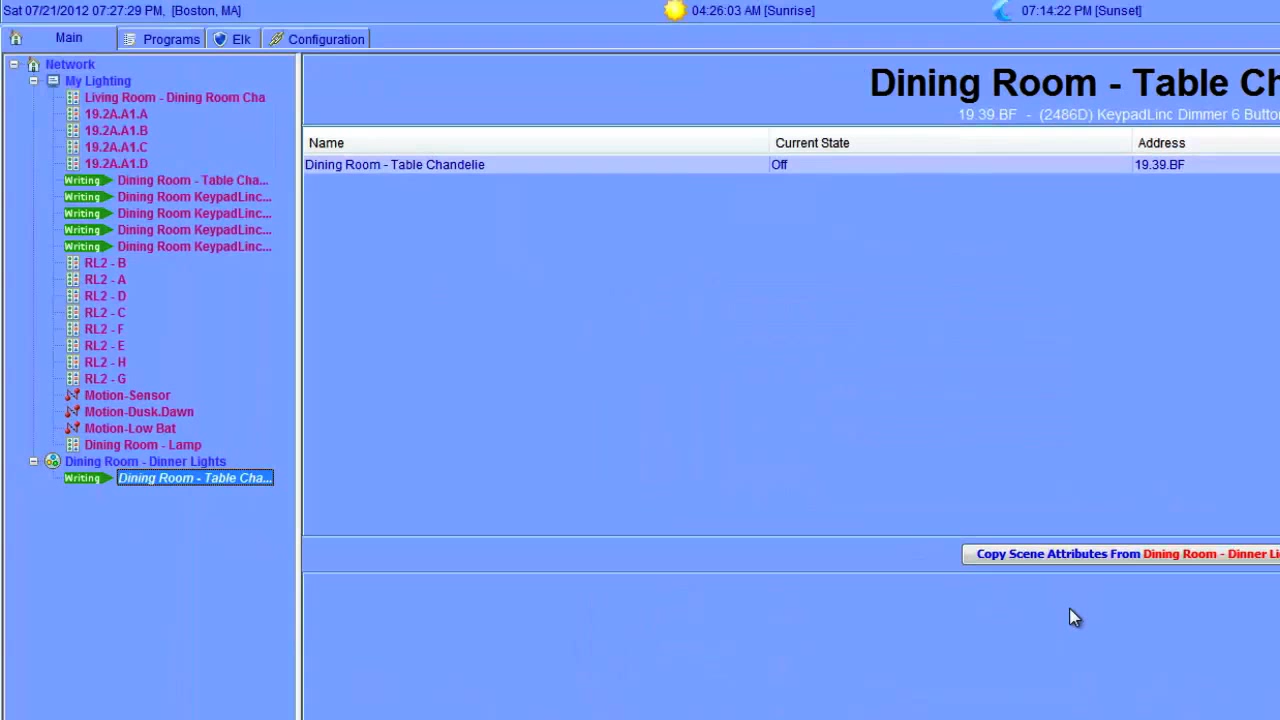 Sat 07/21/2012 07:27:29 PM, [Boston, MA] 04:26:03 AM [Sunrise] 07:14:22 PM [Sunset]
Main Programs Elk Configuration
Network
My Lighting
Living Room - Dining Room Cha
19.2A.A1.A
19.2A.A1.B
19.2A.A1.C
19.2A.A1.D
Writing Dining Room - Table Cha...
Writing Dining Room KeypadLinc...
Writing Dining Room KeypadLinc...
Writing Dining Room KeypadLinc...
Writing Dining Room KeypadLinc...
RL2 - B
RL2 - A
RL2 - D
RL2 - C
RL2 - F
RL2 - E
RL2 - H
RL2 - G
Motion-Sensor
Motion-Dusk.Dawn
Motion-Low Bat
Dining Room - Lamp
Dining Room - Dinner Lights
Writing Dining Room - Table Cha...
Dining Room - Table Ch
19.39.BF - (2486D) KeypadLinc Dimmer 6 Button
Name Current State Address
Dining Room - Table Chandelie Off 19.39.BF
Copy Scene Attributes From Dining Room - Dinner Li